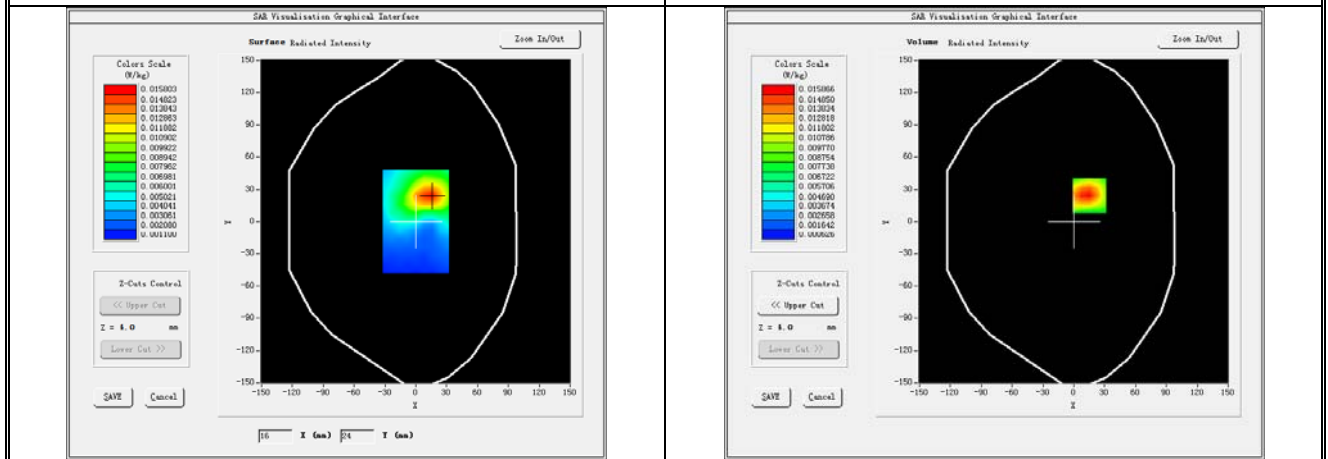 SAR Visualisation Graphical Interface
Surface Radiated Intensity
Zoom In/Out
Colors Scale
(W/kg)
0.015803
0.014823
0.013843
0.012863
0.011882
0.010902
0.009922
0.008942
0.007962
0.006981
0.006001
0.005021
0.004041
0.003061
0.002080
0.001100
Z-Cuts Control
<< Upper Cut
Z = 4.0 mm
Lower Cut >>
SAVE
Cancel
150
90
60
30
0
-30
-60
-90
-120
-150
Y
-150 -120 -90 -60 -30 0 30 60 90 120 150
X
16 X (mm) 24 Y (mm)
SAR Visualisation Graphical Interface
Volume Radiated Intensity
Zoom In/Out
Colors Scale
(W/kg)
0.015866
0.014850
0.013834
0.012818
0.011802
0.010786
0.009770
0.008754
0.007738
0.006722
0.005706
0.004690
0.003674
0.002658
0.001642
0.000626
Z-Cuts Control
<< Upper Cut
Z = 4.0 mm
Lower Cut >>
SAVE
Cancel
150
90
60
30
0
-30
-60
-90
-120
-150
Y
-150 -120 -90 -60 -30 0 30 60 90 120 150
X